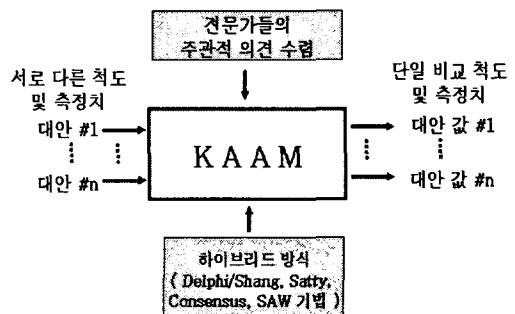 전문가들의
주관적 의견 수렴
서로 다른 척도
및 측정치
대안 #1
대안 #n
KAAM
단일 비교 척도
및 측정치
대안 값 #1
대안 값 #n
하이브리드 방식
( Delphi/Shang, Satty,
Consensus, SAW 기법 )